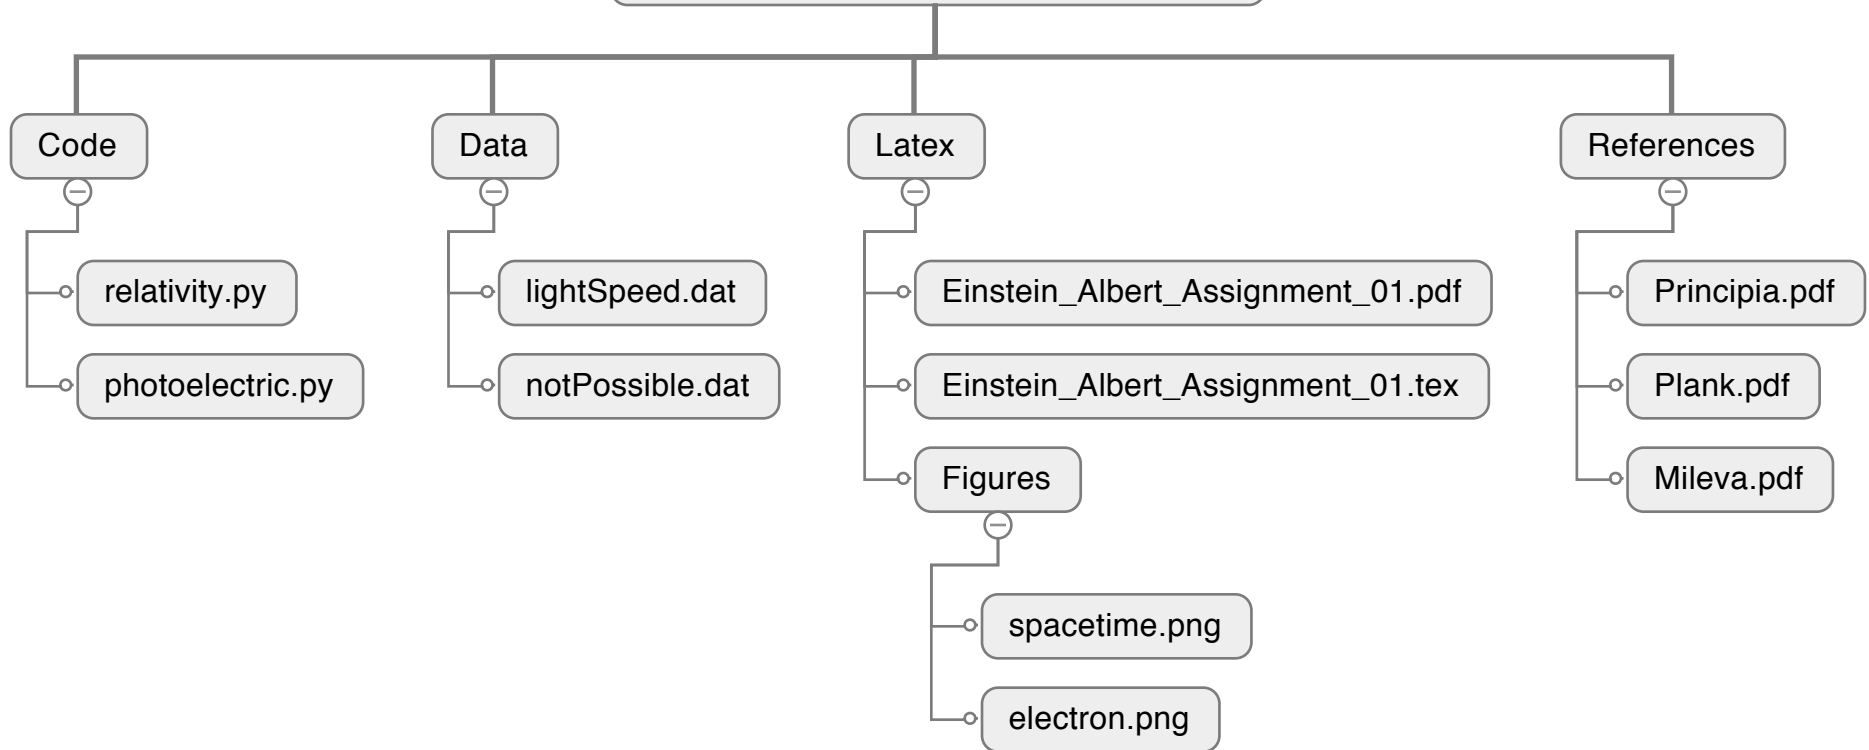 Code
Data
Latex
References
relativity.py
lightSpeed.dat
Einstein_Albert_Assignment_01.pdf
Principia.pdf
photoelectric.py
notPossible.dat
Einstein_Albert_Assignment_01.tex
Plank.pdf
Figures
Mileva.pdf
spacetime.png
electron.png